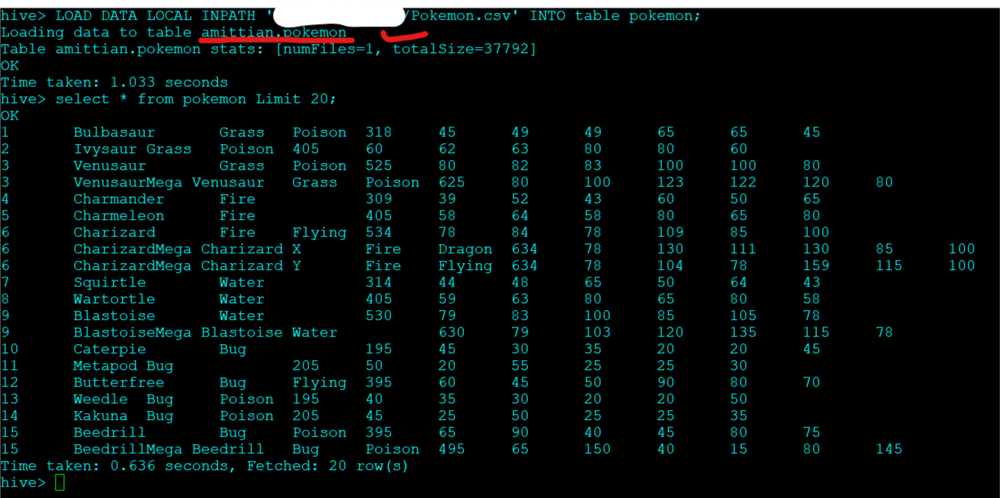 hive> LOAD DATA LOCAL INPATH '/Pokemon.csv' INTO table pokemon;
Loading data to table amittian.pokemon
Table amittian.pokemon stats: [numFiles=1, totalSize=37792]
OK
Time taken: 1.033 seconds
hive> select * from pokemon Limit 20;
OK
1 Bulbasaur Grass Poison 318 45 49 49 65 65 45
2 Ivysaur Grass Poison 405 60 62 63 80 80 60
3 Venusaur Grass Poison 525 80 82 83 100 100 80
3 VenusaurMega Venusaur Grass Poison 625 80 100 123 122 120 80
4 Charmander Fire 309 39 52 43 60 50 65
5 Charmeleon Fire 405 58 64 58 80 65 80
6 Charizard Fire Flying 534 78 84 78 109 85 100
6 CharizardMega Charizard X Fire Dragon 634 78 130 111 130 85 100
6 CharizardMega Charizard Y Fire Flying 634 78 104 78 159 115 100
7 Squirtle Water 314 44 48 65 50 64 43
8 Wartortle Water 405 59 63 80 65 80 58
9 Blastoise Water 530 79 83 100 85 105 78
9 BlastoiseMega Blastoise Water 630 79 103 120 135 115 78
10 Caterpie Bug 195 45 30 35 20 20 45
11 Metapod Bug 205 50 20 55 25 25 30
12 Butterfree Bug Flying 395 60 45 50 90 80 70
13 Weedle Bug Poison 195 40 35 30 20 20 50
14 Kakuna Bug Poison 205 45 25 50 25 25 35
15 Beedrill Bug Poison 395 65 90 40 45 80 75
15 BeedrillMega Beedrill Bug Poison 495 65 150 40 15 80 145
Time taken: 0.636 seconds, Fetched: 20 row(s)
hive>